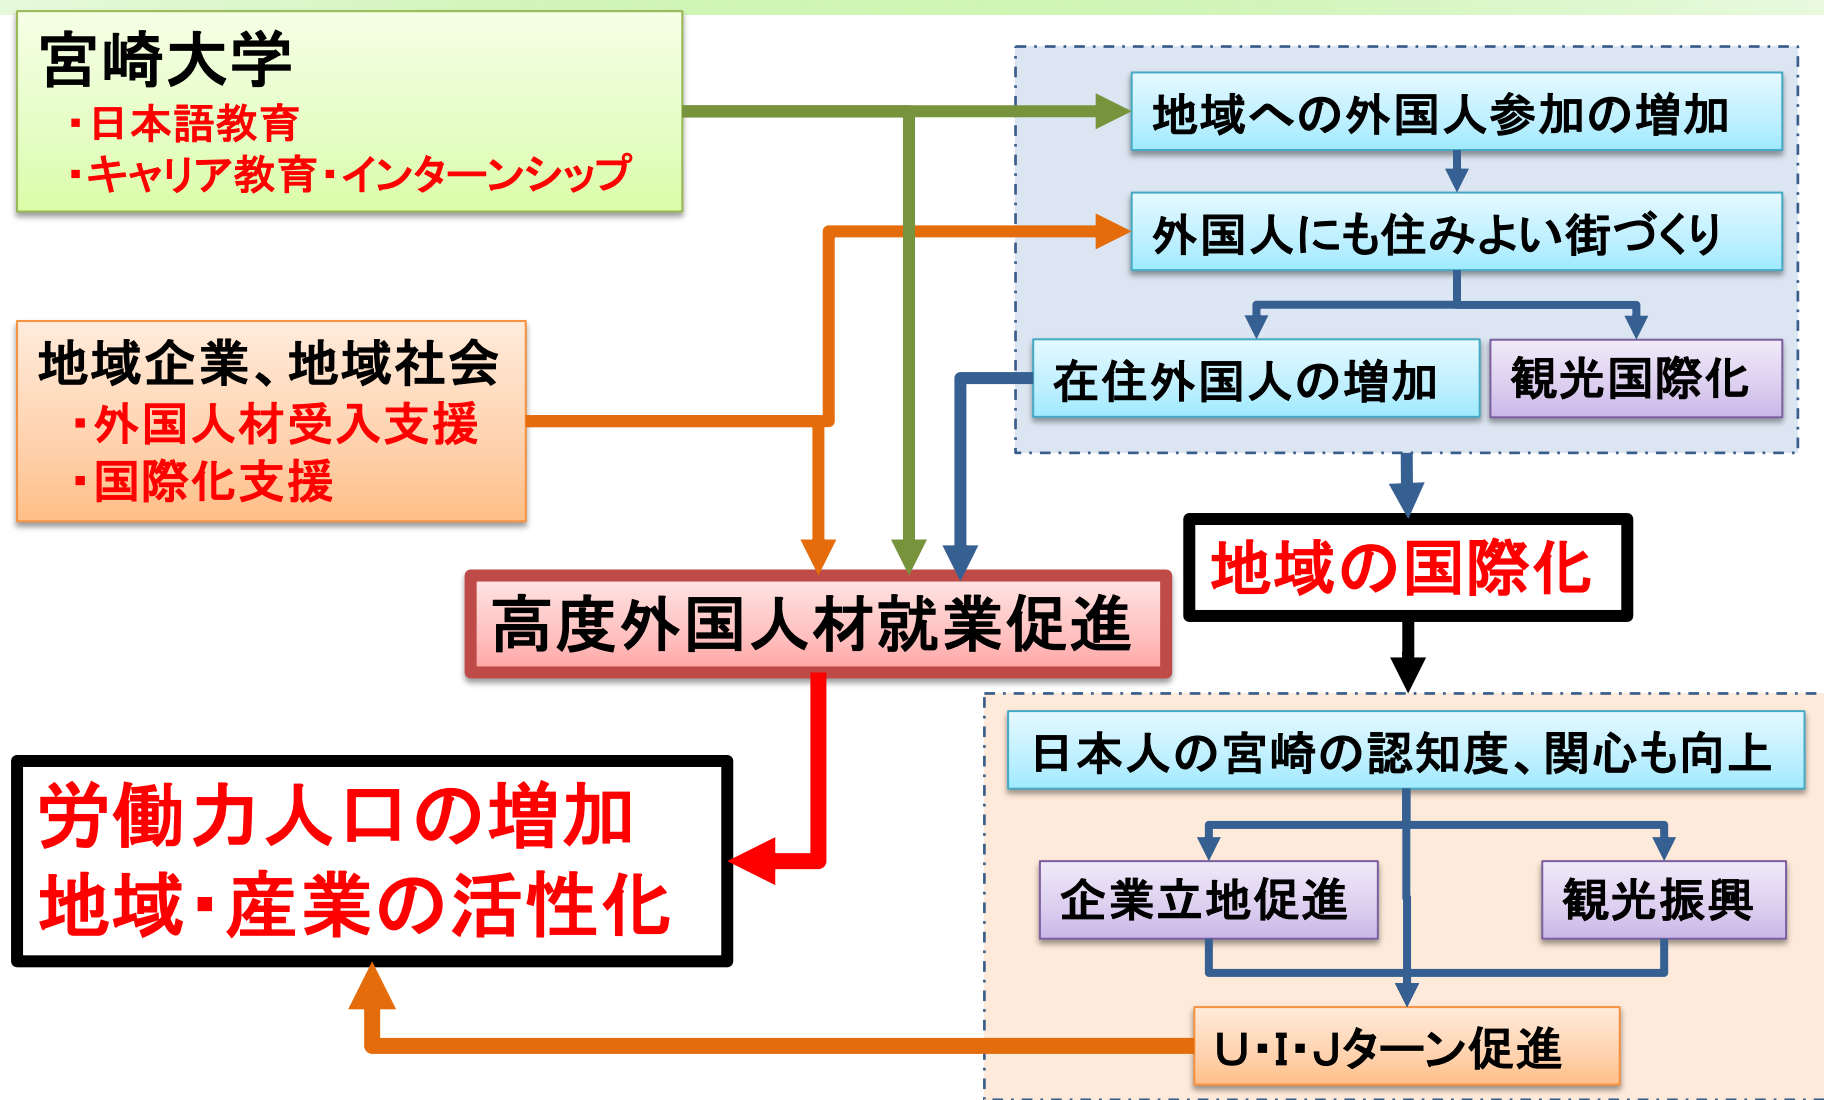 宮崎大学
・日本語教育
・キャリア教育・インターンシップ
地域企業、地域社会
・外国人材受入支援
・国際化支援
地域への外国人参加の増加
外国人にも住みよい街づくり
在住外国人の増加
観光国際化
地域の国際化
高度外国人材就業促進
日本人の宮崎の認知度、関心も向上
企業立地促進
観光振興
U・I・Jターン促進
労働力人口の増加
地域・産業の活性化